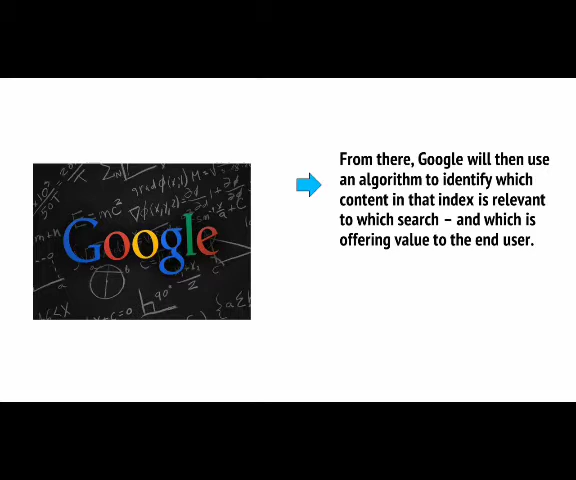 Google
From there, Google will then use
an algorithm to identify which
content in that index is relevant
to which search – and which is
offering value to the end user.